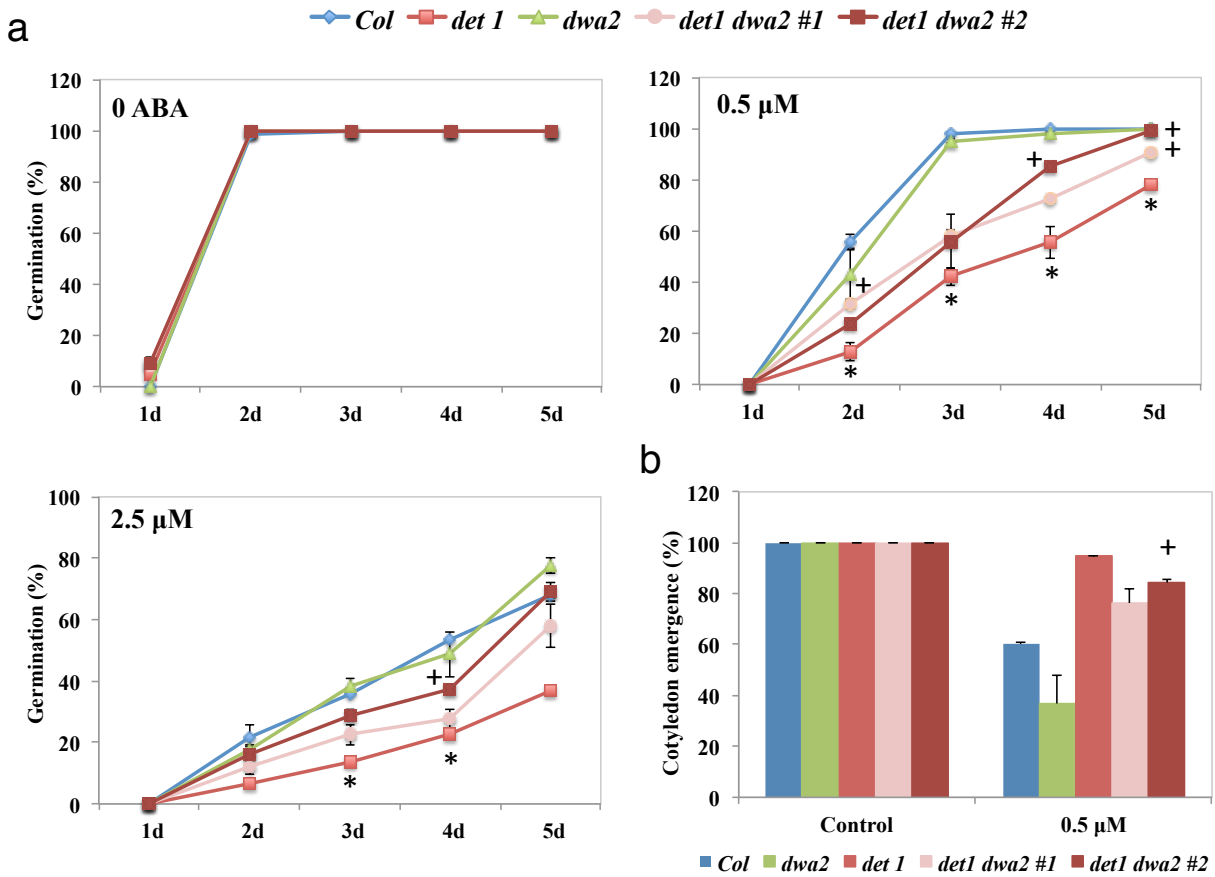 a
Col det 1 dwa2 det1 dwa2 #1 det1 dwa2 #2
0 ABA
Germination (%)
120
100
80
60
40
20
0
1d 2d 3d 4d 5d
0.5 µM
120
100
80
60
40
20
0
+
+
+
+
* * * *
1d 2d 3d 4d 5d
2.5 µM
Germination (%)
100
80
60
40
20
0
+
* *
1d 2d 3d 4d 5d
b
Cotyledon emergence (%)
120
100
80
60
40
20
0
+
Control 0.5 µM
Col dwa2 det 1 det1 dwa2 #1 det1 dwa2 #2